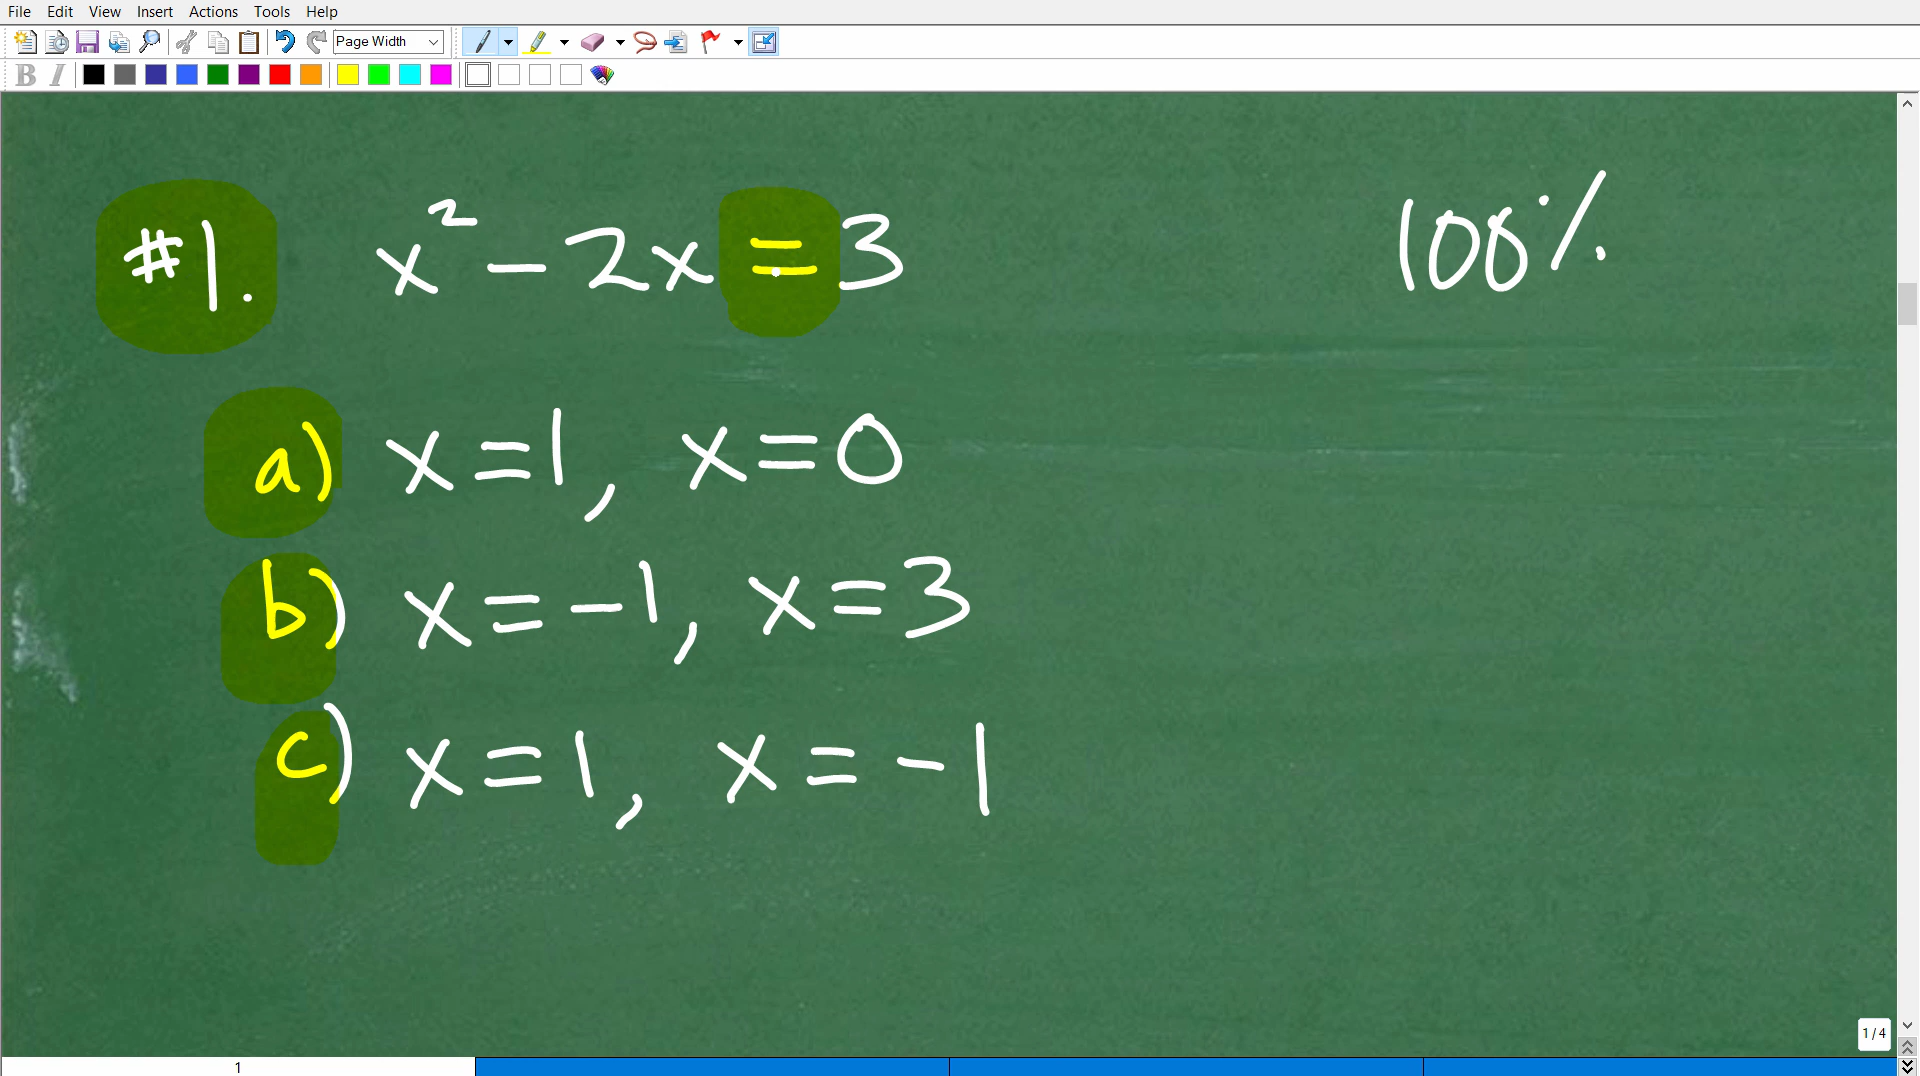 File Edit View Insert Actions Tools Help
Page Width
B I
#1. x² - 2x = 3 100%
a) x = 1, x = 0
b) x = -1, x = 3
c) x = 1, x = -1
1 / 4
1